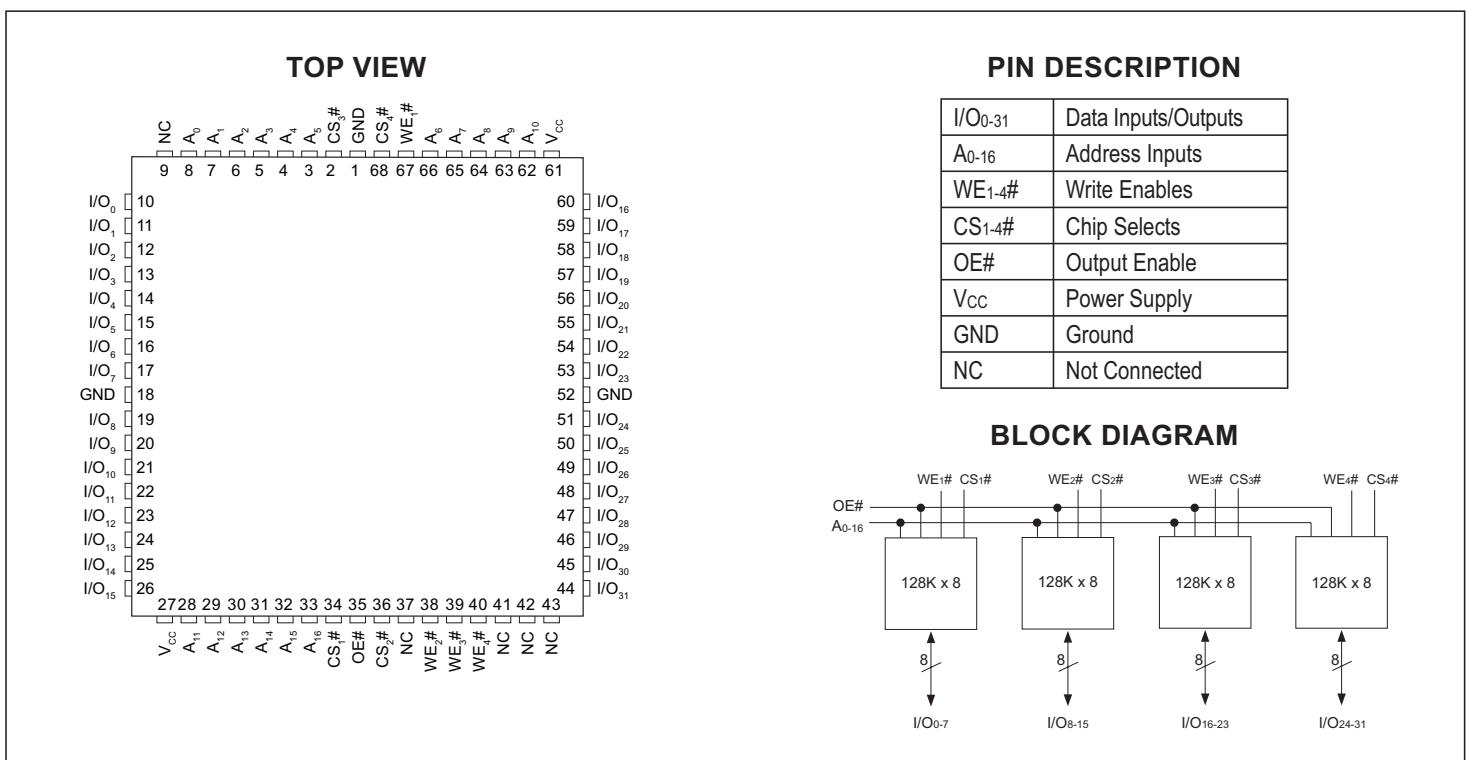 TOP VIEW
NC A₀ A₁ A₂ A₃ A₄ A₅ CS₃# GND CS₄# WE₁# A₆ A₇ A₈ A₉ A₁₀ VCC
9 8 7 6 5 4 3 2 1 68 67 66 65 64 63 62 61
I/O₀ 10 60 I/O₁₆
I/O₁ 11 59 I/O₁₇
I/O₂ 12 58 I/O₁₈
I/O₃ 13 57 I/O₁₉
I/O₄ 14 56 I/O₂₀
I/O₅ 15 55 I/O₂₁
I/O₆ 16 54 I/O₂₂
I/O₇ 17 53 I/O₂₃
GND 18 52 GND
I/O₈ 19 51 I/O₂₄
I/O₉ 20 50 I/O₂₅
I/O₁₀ 21 49 I/O₂₆
I/O₁₁ 22 48 I/O₂₇
I/O₁₂ 23 47 I/O₂₈
I/O₁₃ 24 46 I/O₂₉
I/O₁₄ 25 45 I/O₃₀
I/O₁₅ 26 44 I/O₃₁
27 28 29 30 31 32 33 34 35 36 37 38 39 40 41 42 43
VCC A₁₁ A₁₂ A₁₃ A₁₄ A₁₅ A₁₆ CS₁# OE# CS₂# NC WE₂# WE₃# WE₄# NC NC NC
PIN DESCRIPTION
I/O0-31 Data Inputs/Outputs
A0-16 Address Inputs
WE1-4# Write Enables
CS1-4# Chip Selects
OE# Output Enable
VCC Power Supply
GND Ground
NC Not Connected
BLOCK DIAGRAM
WE1# CS1# WE2# CS2# WE3# CS3# WE4# CS4#
OE#
A0-16
128K x 8 128K x 8 128K x 8 128K x 8
8 8 8 8
I/O0-7 I/O8-15 I/O16-23 I/O24-31